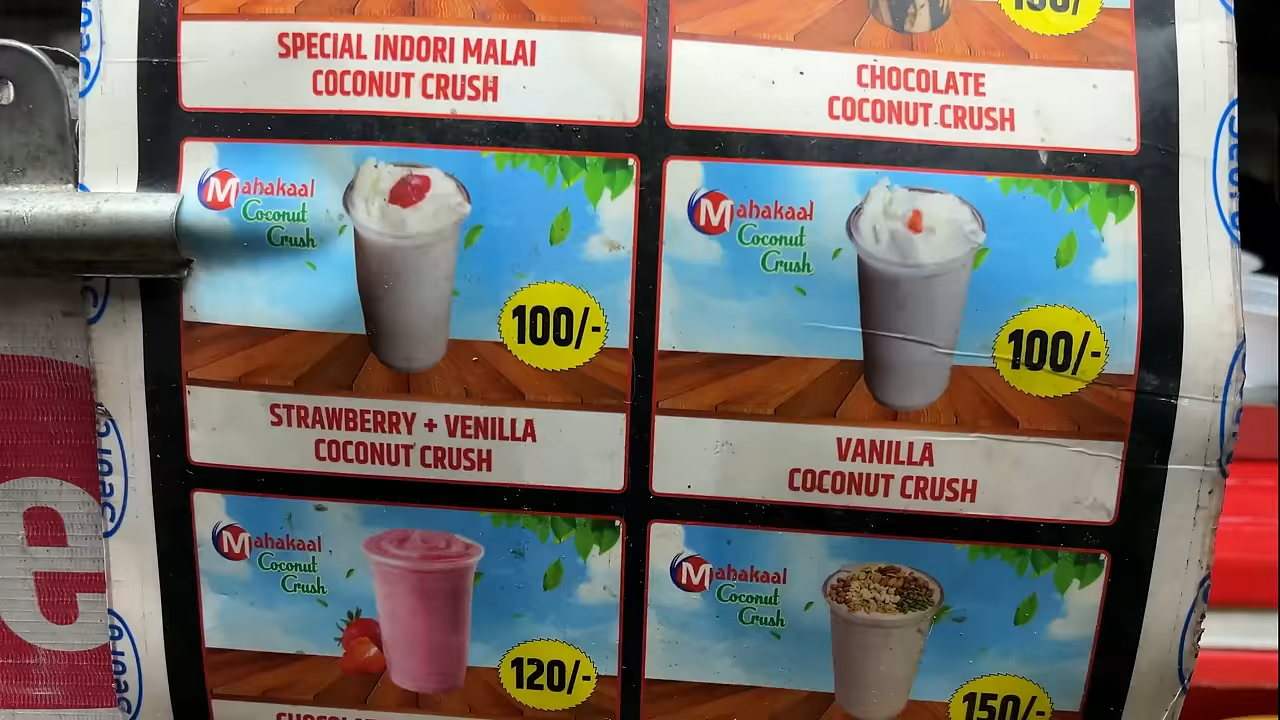 SPECIAL INDORI MALAI
COCONUT CRUSH
CHOCOLATE
COCONUT CRUSH
Mahakaal
Coconut
Crush
100/-
STRAWBERRY + VENILLA
COCONUT CRUSH
Mahakaal
Coconut
Crush
100/-
VANILLA
COCONUT CRUSH
Mahakaal
Coconut
Crush
120/-
Mahakaal
Coconut
Crush
150/-